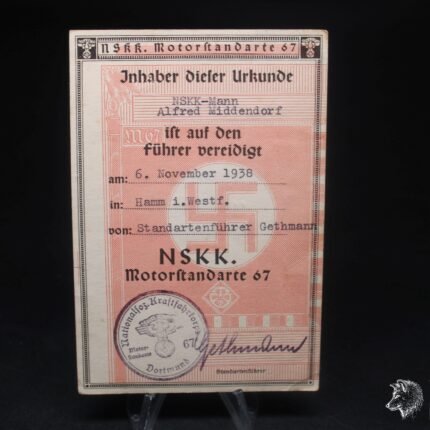 NSKK. Motorstandarte 67
Inhaber dieser Urkunde
NSKK-Mann
Alfred Middendorf
M67
ist auf den
Führer vereidigt
am: 6. November 1938
in: Hamm i.Westf.
von: Standartenführer Gethmann
NSKK.
Motorstandarte 67
Nationalsoz. Kraftfahrkorps
Motor-
standarte 67
Dortmund
Gethmann
Standartenführer